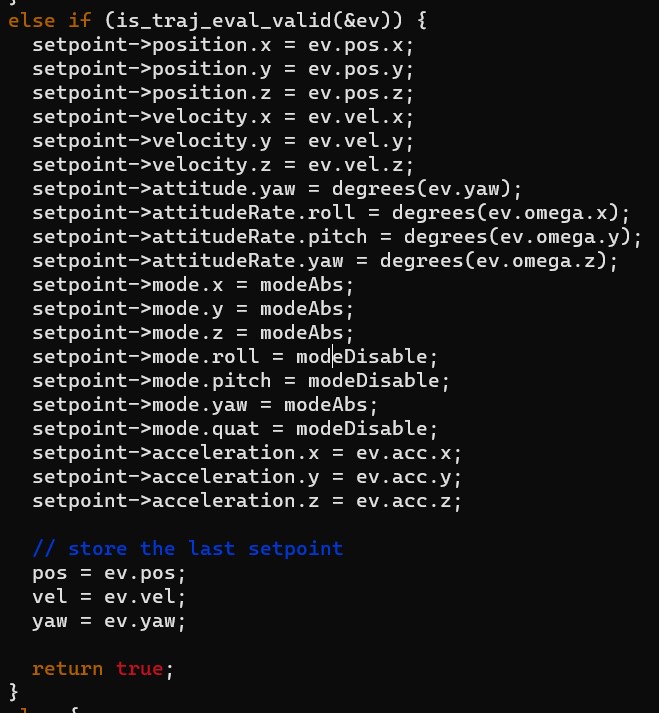 }
else if (is_traj_eval_valid(&ev)) {
  setpoint->position.x = ev.pos.x;
  setpoint->position.y = ev.pos.y;
  setpoint->position.z = ev.pos.z;
  setpoint->velocity.x = ev.vel.x;
  setpoint->velocity.y = ev.vel.y;
  setpoint->velocity.z = ev.vel.z;
  setpoint->attitude.yaw = degrees(ev.yaw);
  setpoint->attitudeRate.roll = degrees(ev.omega.x);
  setpoint->attitudeRate.pitch = degrees(ev.omega.y);
  setpoint->attitudeRate.yaw = degrees(ev.omega.z);
  setpoint->mode.x = modeAbs;
  setpoint->mode.y = modeAbs;
  setpoint->mode.z = modeAbs;
  setpoint->mode.roll = modeDisable;
  setpoint->mode.pitch = modeDisable;
  setpoint->mode.yaw = modeAbs;
  setpoint->mode.quat = modeDisable;
  setpoint->acceleration.x = ev.acc.x;
  setpoint->acceleration.y = ev.acc.y;
  setpoint->acceleration.z = ev.acc.z;

  // store the last setpoint
  pos = ev.pos;
  vel = ev.vel;
  yaw = ev.yaw;

  return true;
}